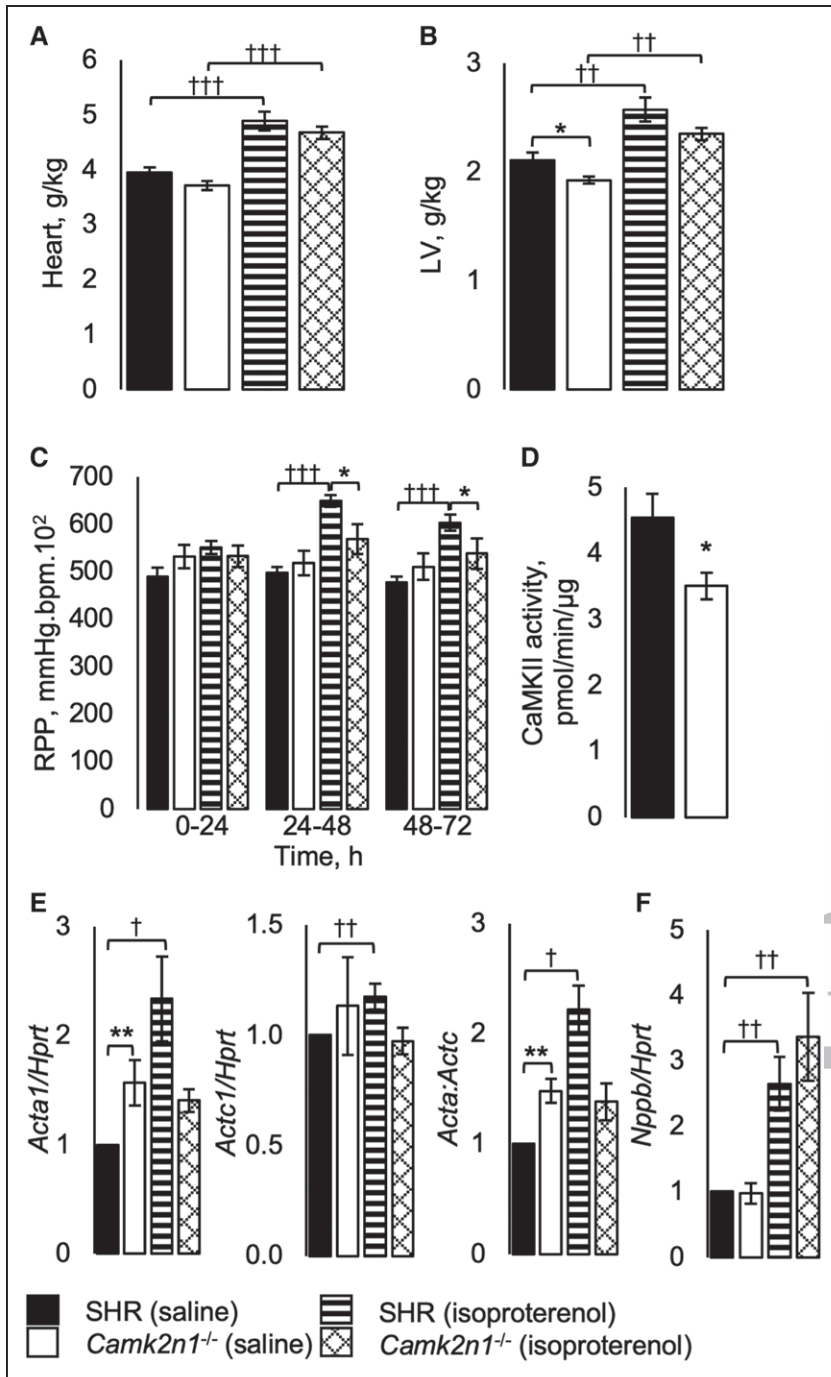 A
B
††† ††† Heart, g/kg 6 5 4 3 2 1 0
†† †† * LV, g/kg 3 2 1 0
C
D
RPP, mmHg.bpm.10² 700 600 500 400 300 200 100 0
††† * ††† *
0-24 24-48 48-72
Time, h
CaMKII activity, pmol/min/µg 5 4 3 2 1 0 *
E
F
Acta1/Hprt 3 2 1 0 † **
Actc1/Hprt 1.5 1.0 0.5 0.0 ††
Acta:Actc 3 2 1 0 † **
Nppb/Hprt 5 4 3 2 1 0 †† ††
SHR (saline) SHR (isoproterenol)
Camk2n1-/- (saline) Camk2n1-/- (isoproterenol)